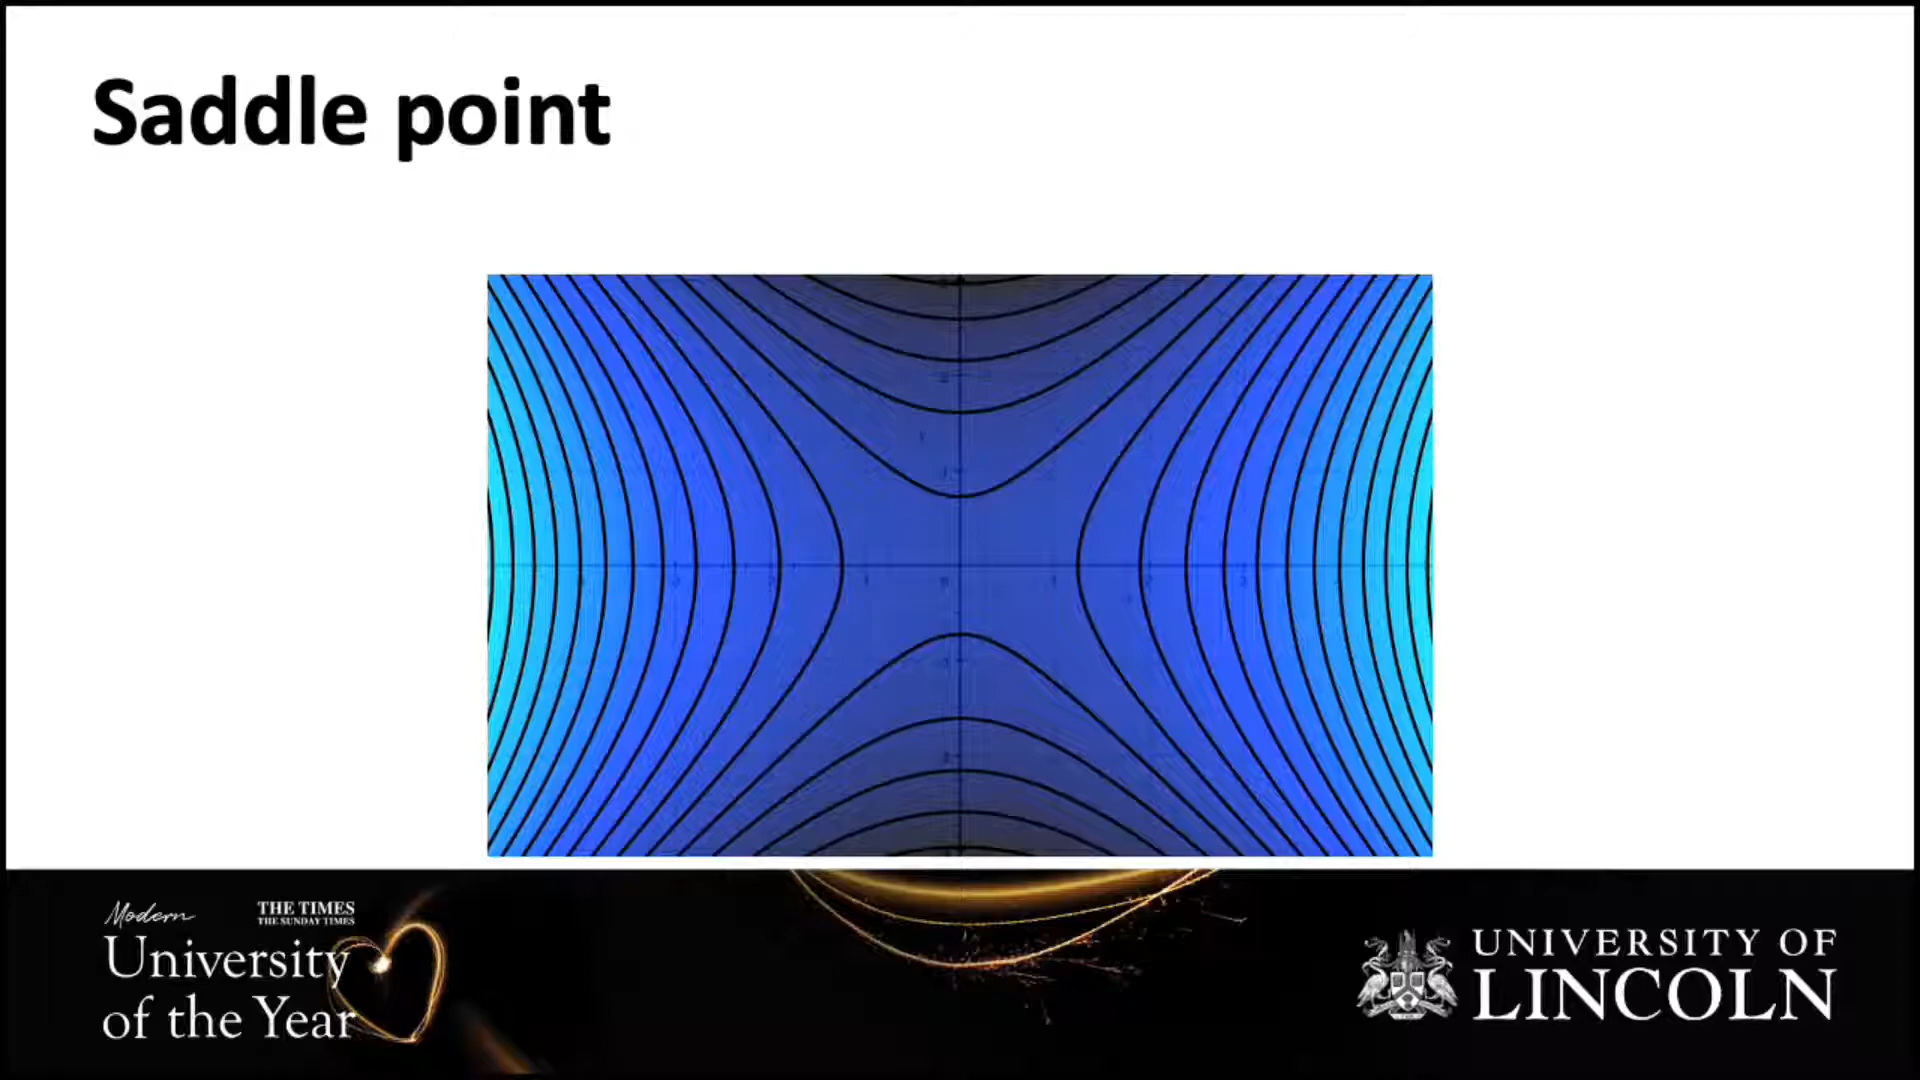 Saddle point
Modern
THE TIMES
THE SUNDAY TIMES
University
of the Year
UNIVERSITY OF
LINCOLN